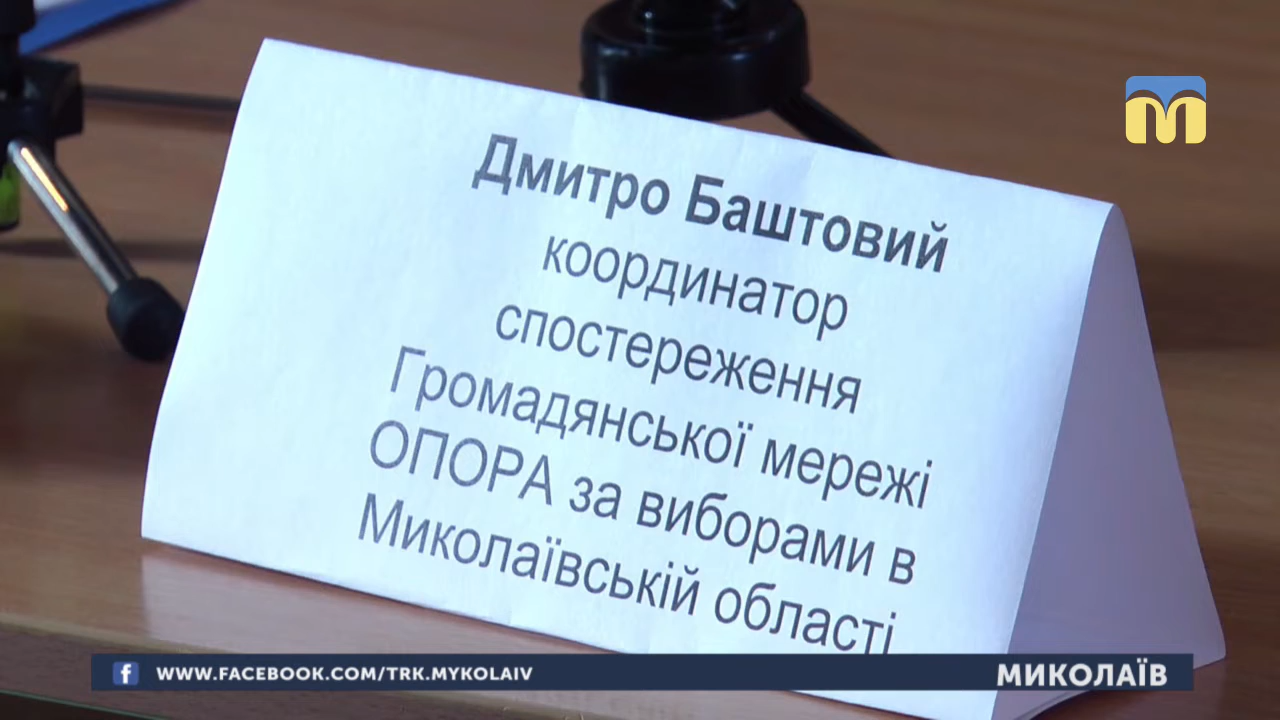 Дмитро Баштовий
координатор
спостереження
Громадянської мережі
ОПОРА за виборами в
Миколаївській області
WWW.FACEBOOK.COM/TRK.MYKOLAIV
МИКОЛАЇВ